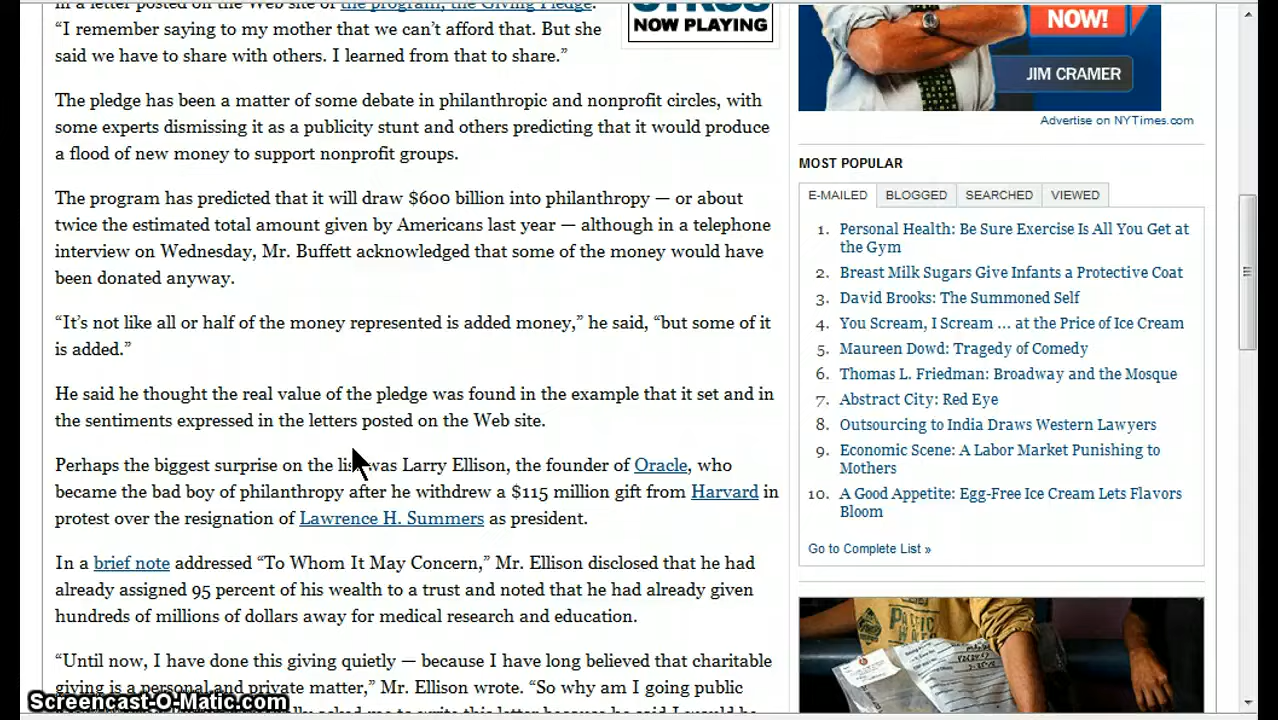 In a letter posted on the Web site of the program, the Giving Pledge.
“I remember saying to my mother that we can’t afford that. But she
said we have to share with others. I learned from that to share.”
The pledge has been a matter of some debate in philanthropic and nonprofit circles, with
some experts dismissing it as a publicity stunt and others predicting that it would produce
a flood of new money to support nonprofit groups.
The program has predicted that it will draw $600 billion into philanthropy — or about
twice the estimated total amount given by Americans last year — although in a telephone
interview on Wednesday, Mr. Buffett acknowledged that some of the money would have
been donated anyway.
“It’s not like all or half of the money represented is added money,” he said, “but some of it
is added.”
He said he thought the real value of the pledge was found in the example that it set and in
the sentiments expressed in the letters posted on the Web site.
Perhaps the biggest surprise on the list was Larry Ellison, the founder of Oracle, who
became the bad boy of philanthropy after he withdrew a $115 million gift from Harvard in
protest over the resignation of Lawrence H. Summers as president.
In a brief note addressed “To Whom It May Concern,” Mr. Ellison disclosed that he had
already assigned 95 percent of his wealth to a trust and noted that he had already given
hundreds of millions of dollars away for medical research and education.
“Until now, I have done this giving quietly — because I have long believed that charitable
giving is a personal and private matter,” Mr. Ellison wrote. “So why am I going public
asked me to write this letter because he said I would be
Screencast-O-Matic.com
CYRUS
NOW PLAYING
NOW!
JIM CRAMER
Advertise on NYTimes.com
MOST POPULAR
E-MAILED BLOGGED SEARCHED VIEWED
1. Personal Health: Be Sure Exercise Is All You Get at
the Gym
2. Breast Milk Sugars Give Infants a Protective Coat
3. David Brooks: The Summoned Self
4. You Scream, I Scream ... at the Price of Ice Cream
5. Maureen Dowd: Tragedy of Comedy
6. Thomas L. Friedman: Broadway and the Mosque
7. Abstract City: Red Eye
8. Outsourcing to India Draws Western Lawyers
9. Economic Scene: A Labor Market Punishing to
Mothers
10. A Good Appetite: Egg-Free Ice Cream Lets Flavors
Bloom
Go to Complete List »